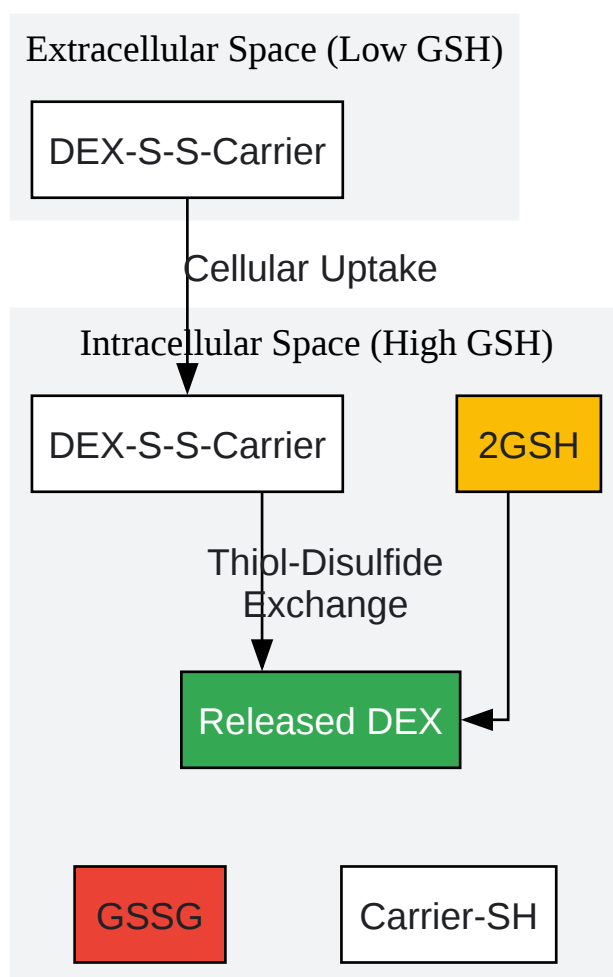 Extracellular Space (Low GSH)
DEX-S-S-Carrier
Cellular Uptake
Intracellular Space (High GSH)
DEX-S-S-Carrier
2GSH
Thiol-Disulfide
Exchange
Released DEX
GSSG
Carrier-SH